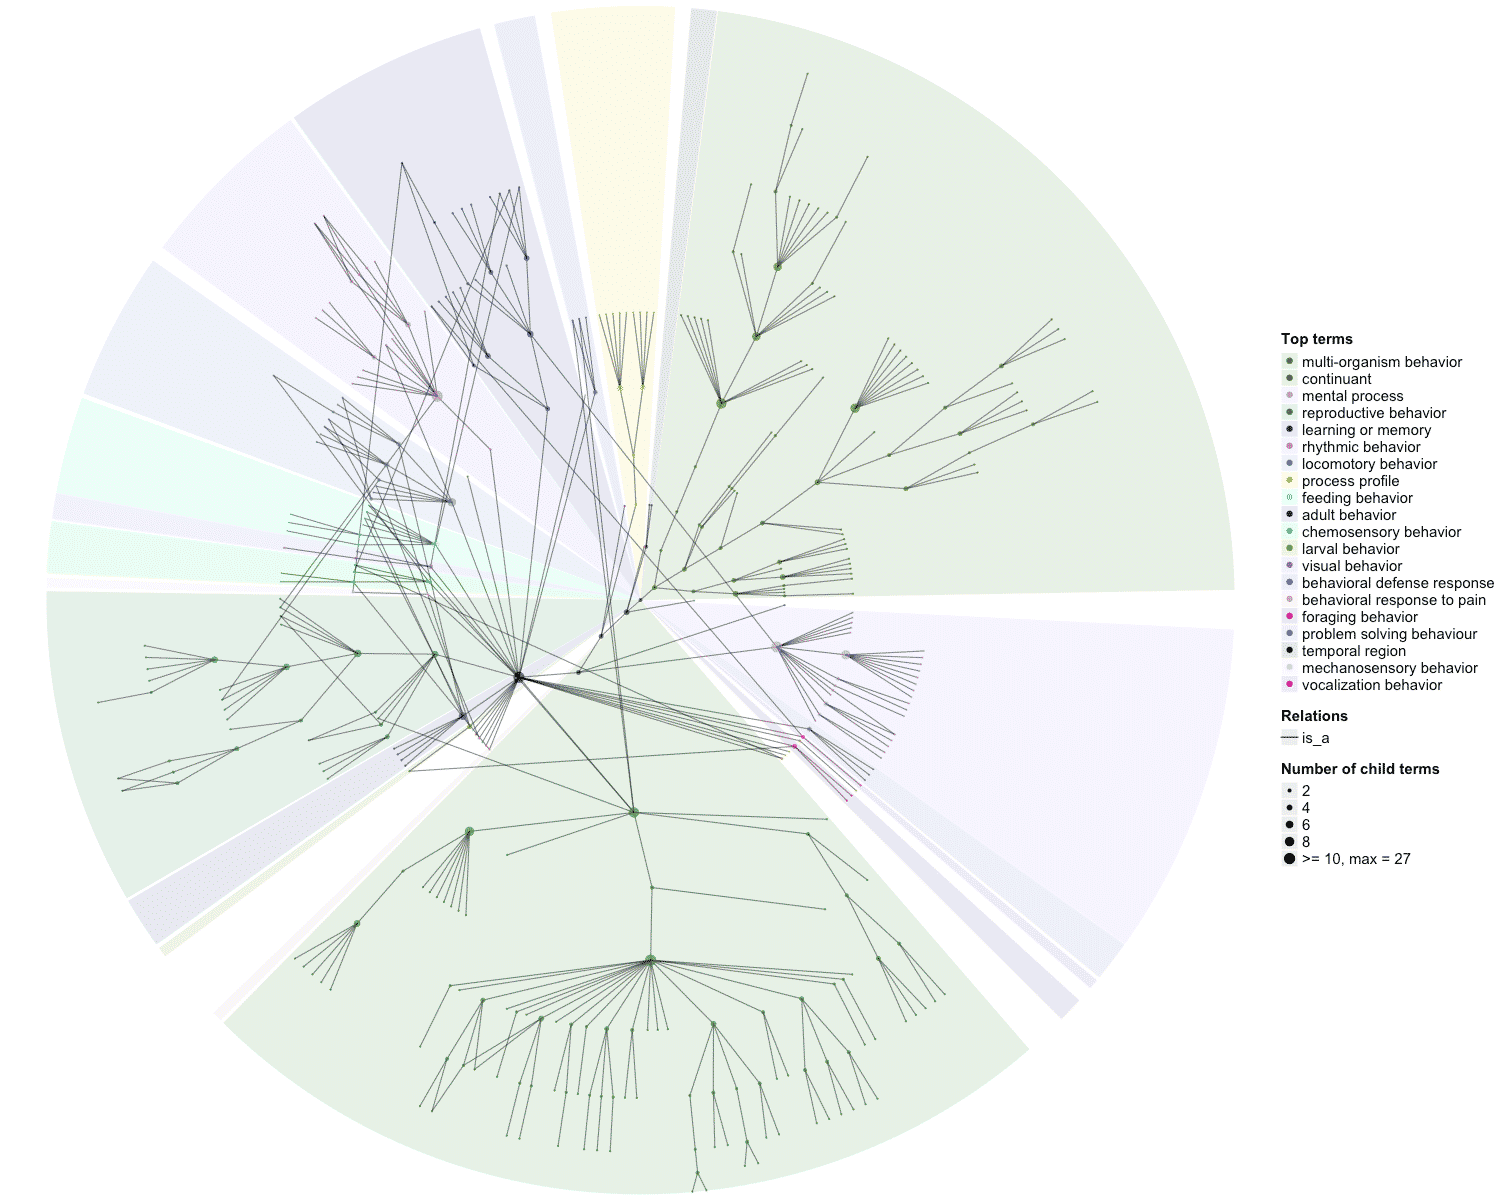 Top terms
multi-organism behavior
continuant
mental process
reproductive behavior
learning or memory
rhythmic behavior
locomotory behavior
process profile
feeding behavior
adult behavior
chemosensory behavior
larval behavior
visual behavior
behavioral defense response
behavioral response to pain
foraging behavior
problem solving behaviour
temporal region
mechanosensory behavior
vocalization behavior
Relations
is_a
Number of child terms
2
4
6
8
>= 10, max = 27